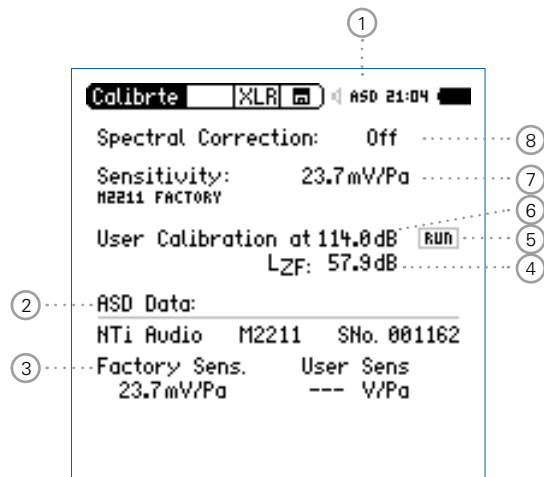 1
Calibrte XLR ASD 21:04
Spectral Correction: Off 8
Sensitivity: 23.7mV/Pa 7
M2211 FACTORY
6
User Calibration at 114.0dB RUN 5
LZF: 57.9dB 4
2 ASD Data:
NTi Audio M2211 SNo. 001162
3 Factory Sens. User Sens
23.7mV/Pa --- V/Pa